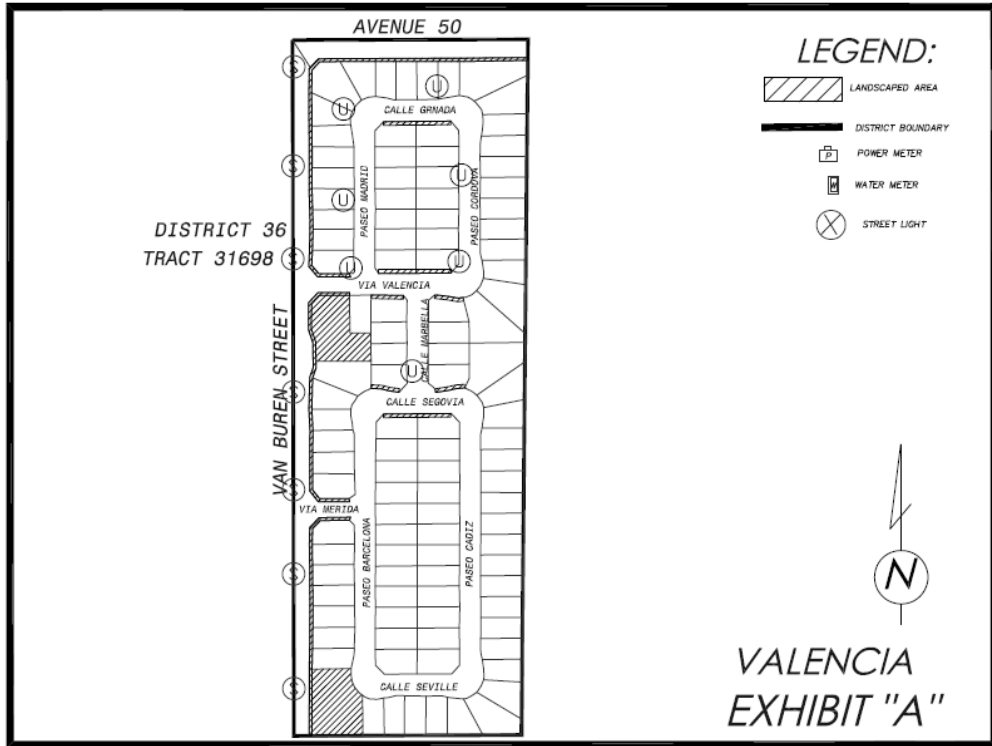 AVENUE 50
LEGEND:
LANDSCAPED AREA
DISTRICT BOUNDARY
P
POWER METER
W
WATER METER
STREET LIGHT
S
U
U
CALLE GRNADA
S
U
U
PASEO MADRID
PASEO CORDOVA
DISTRICT 36
TRACT 31698
S
U
U
VIA VALENCIA
CALLE MARBELLA
VAN BUREN STREET
U
S
CALLE SEGOVIA
S
VIA MERIDA
PASEO BARCELONA
PASEO CADIZ
S
N
S
CALLE SEVILLE
VALENCIA
EXHIBIT "A"